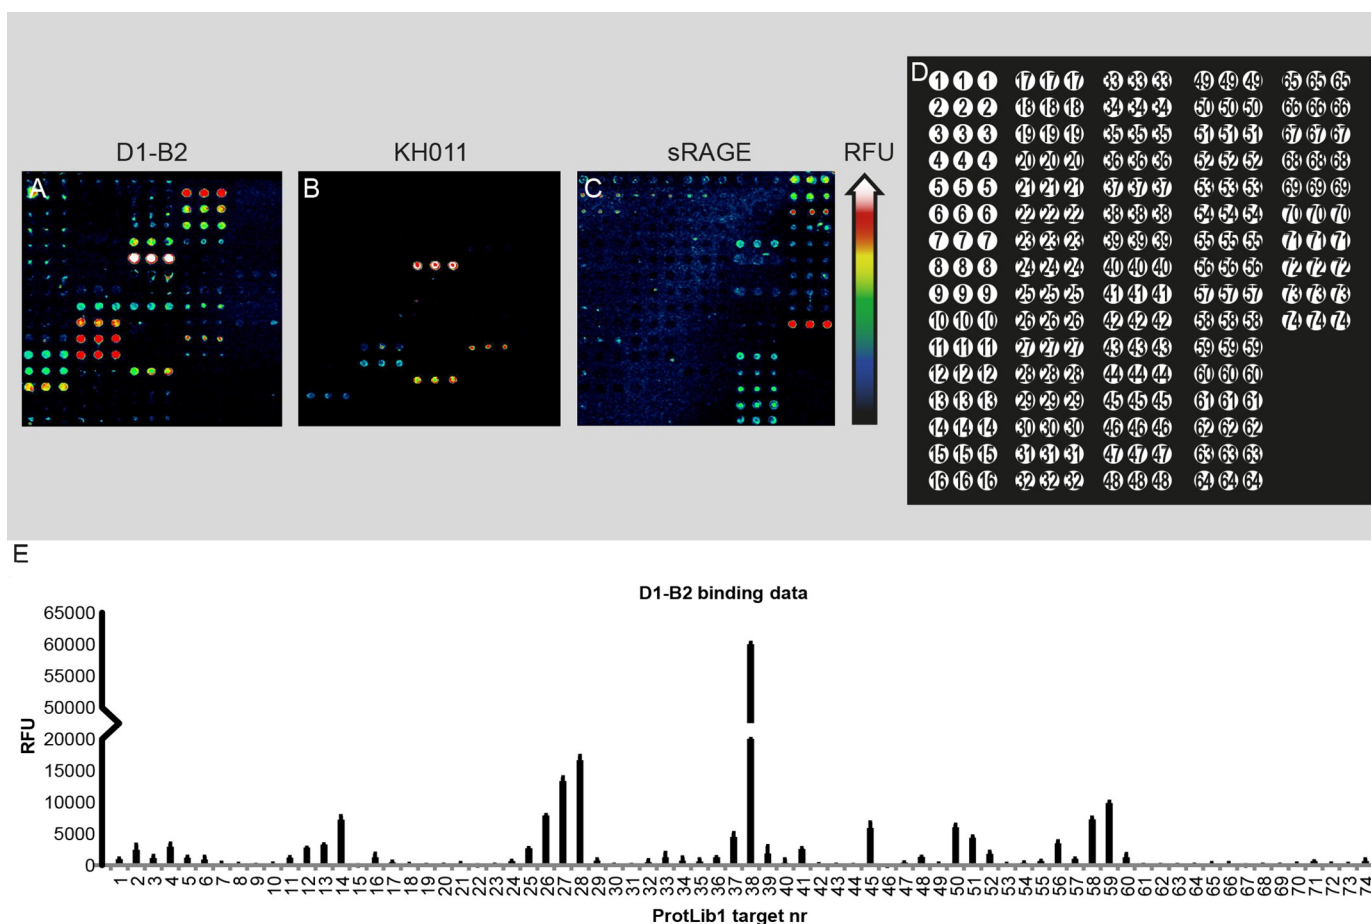 D1-B2 KH011 sRAGE RFU
A B C D
1 1 1 17 17 17 33 33 33 49 49 49 65 65 65
2 2 2 18 18 18 34 34 34 50 50 50 66 66 66
3 3 3 19 19 19 35 35 35 51 51 51 67 67 67
4 4 4 20 20 20 36 36 36 52 52 52 68 68 68
5 5 5 21 21 21 37 37 37 53 53 53 69 69 69
6 6 6 22 22 22 38 38 38 54 54 54 70 70 70
7 7 7 23 23 23 39 39 39 55 55 55 71 71 71
8 8 8 24 24 24 40 40 40 56 56 56 72 72 72
9 9 9 25 25 25 41 41 41 57 57 57 73 73 73
10 10 10 26 26 26 42 42 42 58 58 58 74 74 74
11 11 11 27 27 27 43 43 43 59 59 59
12 12 12 28 28 28 44 44 44 60 60 60
13 13 13 29 29 29 45 45 45 61 61 61
14 14 14 30 30 30 46 46 46 62 62 62
15 15 15 31 31 31 47 47 47 63 63 63
16 16 16 32 32 32 48 48 48 64 64 64
E
D1-B2 binding data
65000
60000
55000
50000
20000
15000
10000
5000
0
RFU
1 2 3 4 5 6 7 8 9 10 11 12 13 14 15 16 17 18 19 20 21 22 23 24 25 26 27 28 29 30 31 32 33 34 35 36 37 38 39 40 41 42 43 44 45 46 47 48 49 50 51 52 53 54 55 56 57 58 59 60 61 62 63 64 65 66 67 68 69 70 71 72 73 74
ProtLib1 target nr